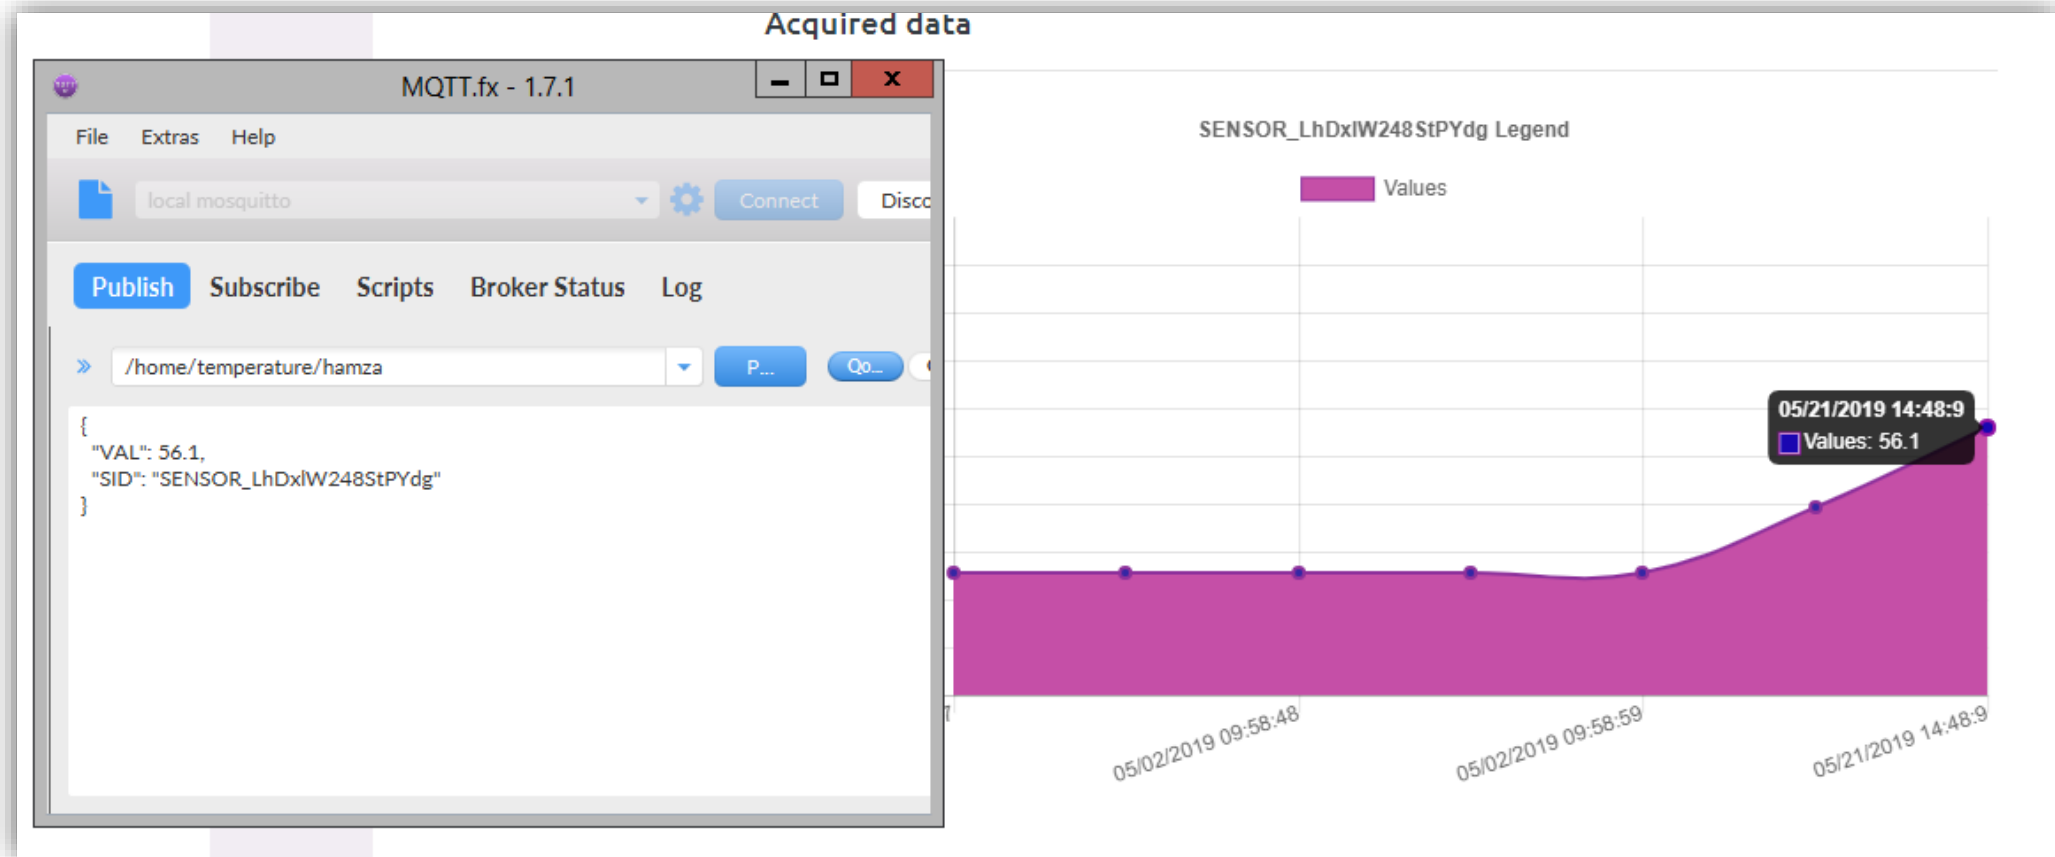 Acquired data
MQTT.fx - 1.7.1
File Extras Help
local mosquitto Connect Disco
Publish Subscribe Scripts Broker Status Log
/home/temperature/hamza P... Qo...
{
"VAL": 56.1,
"SID": "SENSOR_LhDxlW248StPYdg"
}
SENSOR_LhDxlW248StPYdg Legend
Values
05/21/2019 14:48:9
Values: 56.1
05/02/2019 09:58:48
05/02/2019 09:58:59
05/21/2019 14:48:9